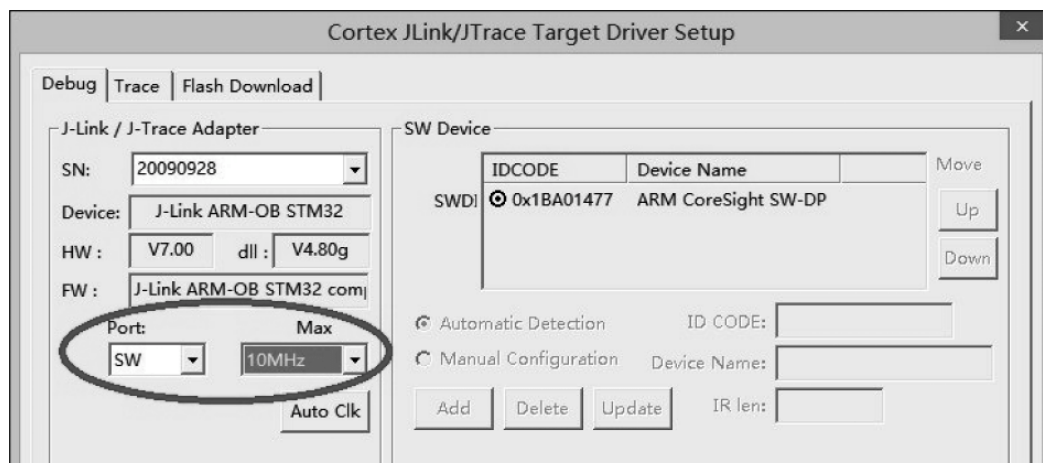 Cortex JLink/JTrace Target Driver Setup
Debug Trace Flash Download
J-Link / J-Trace Adapter
SN: 20090928
Device: J-Link ARM-OB STM32
HW : V7.00 dll : V4.80g
FW : J-Link ARM-OB STM32 comp
Port: Max
SW 10MHz
Auto Clk
SW Device
IDCODE Device Name
SWDI 0x1BA01477 ARM CoreSight SW-DP
Move
Up
Down
Automatic Detection ID CODE:
Manual Configuration Device Name:
Add Delete Update IR len: